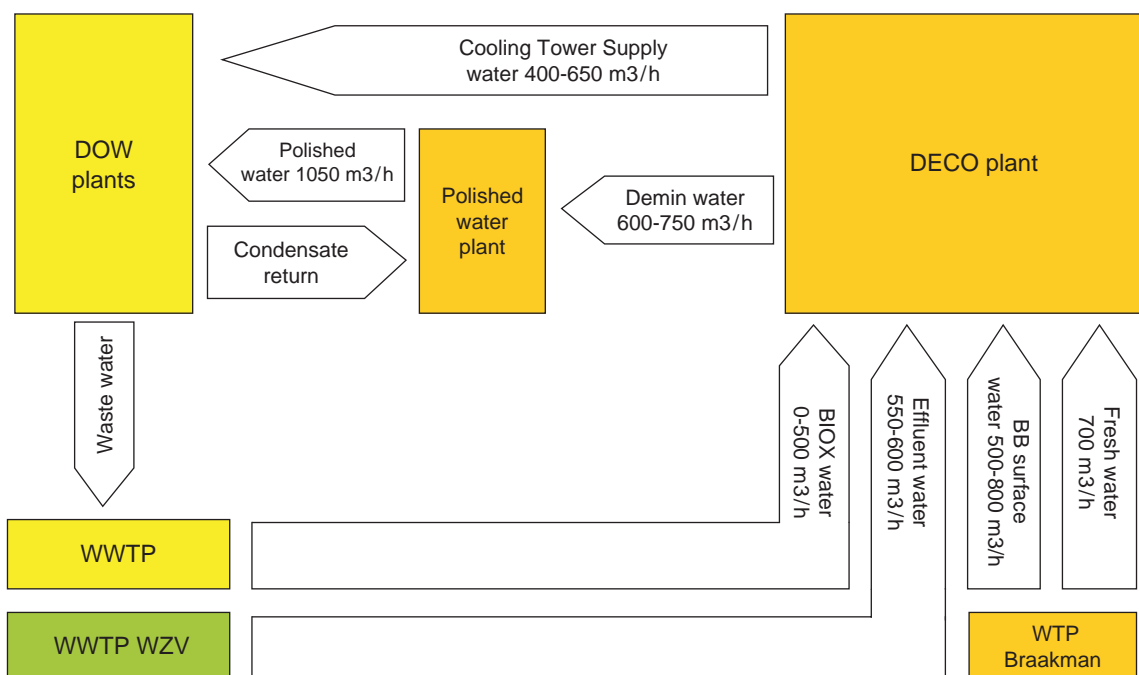 Cooling Tower Supply
water 400-650 m3/h
DOW
plants
Polished
water 1050 m3/h
Polished
water
plant
Demin water
600-750 m3/h
DECO plant
Condensate
return
Waste water
BIOX water
0-500 m3/h
Effluent water
550-600 m3/h
BB surface
water 500-800 m3/h
Fresh water
700 m3/h
WWTP
WWTP WZV
WTP
Braakman